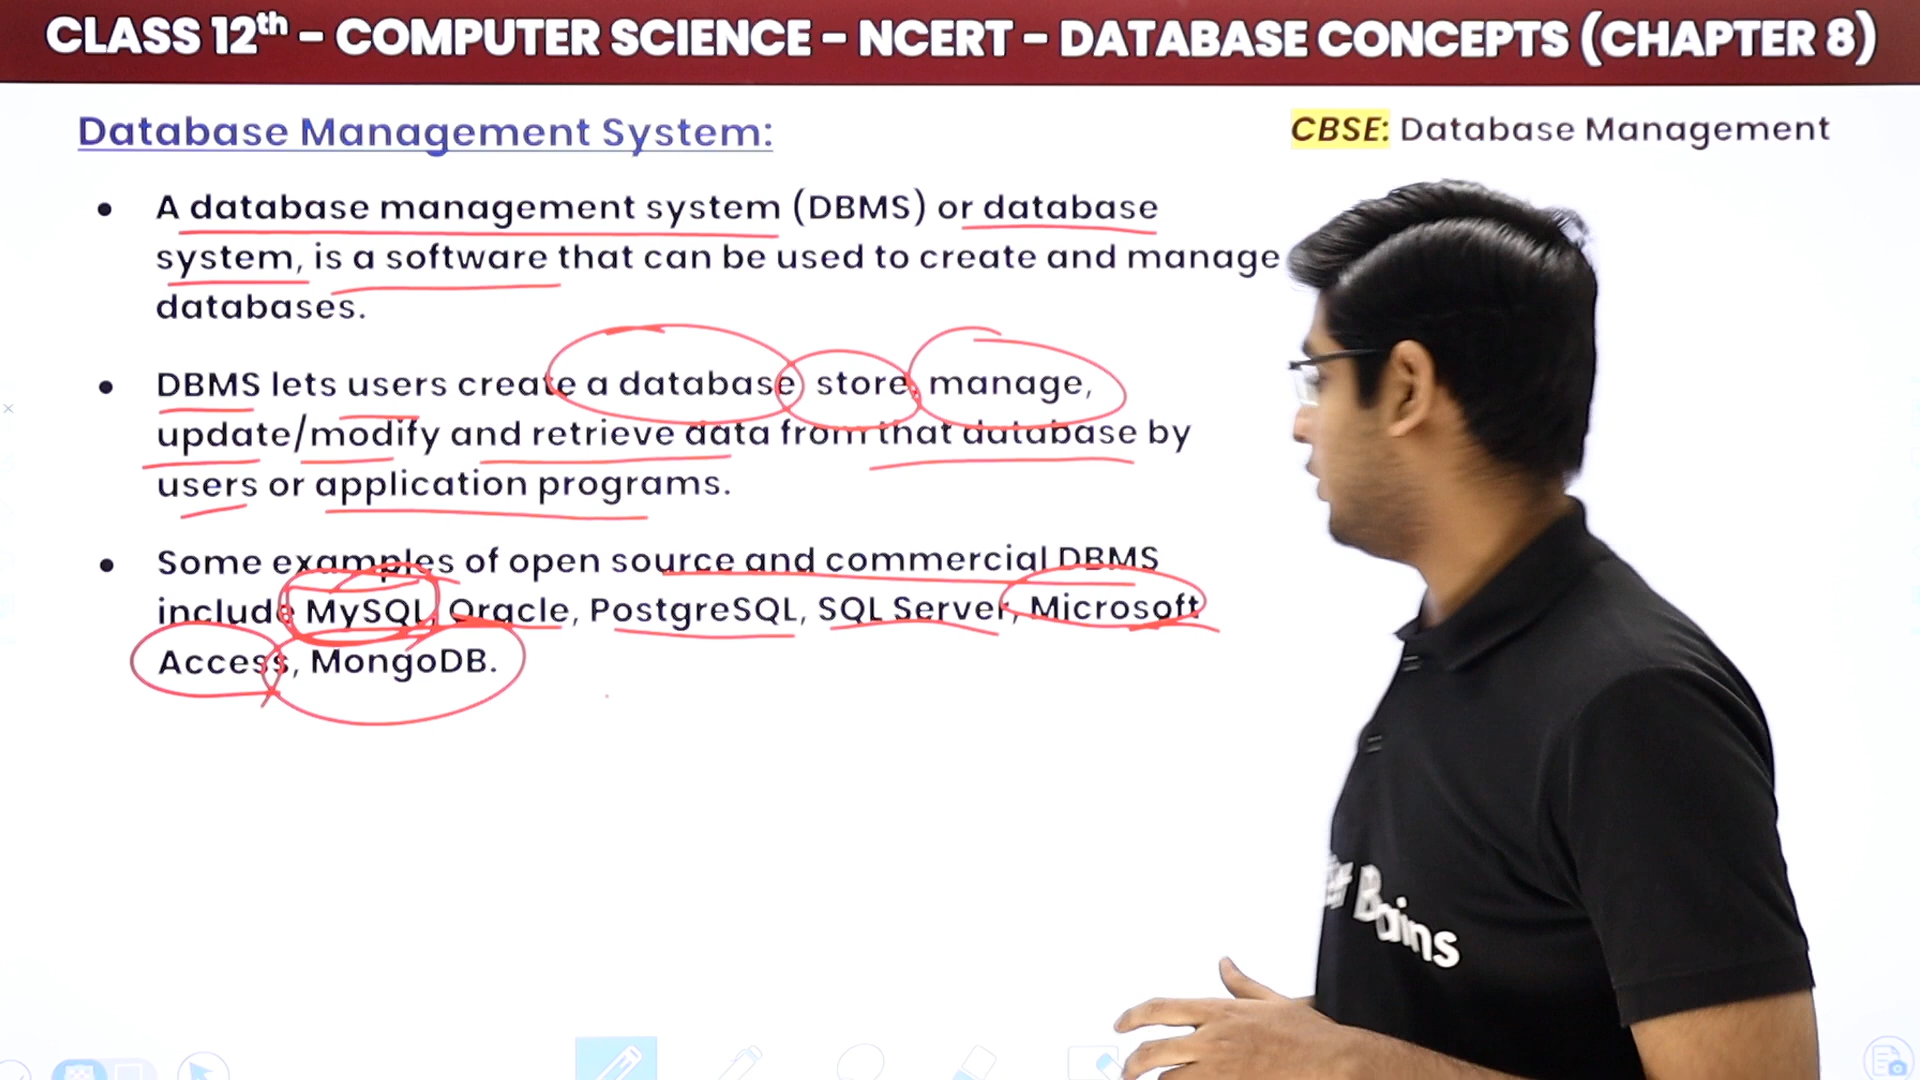 CLASS 12th – COMPUTER SCIENCE – NCERT – DATABASE CONCEPTS (CHAPTER 8)
Database Management System:
CBSE: Database Management
• A database management system (DBMS) or database
system, is a software that can be used to create and manage
databases.
• DBMS lets users create a database, store, manage,
update/modify and retrieve data from that database by
users or application programs.
• Some examples of open source and commercial DBMS
include MySQL, Oracle, PostgreSQL, SQL Server, Microsoft
Access, MongoDB.
Brains